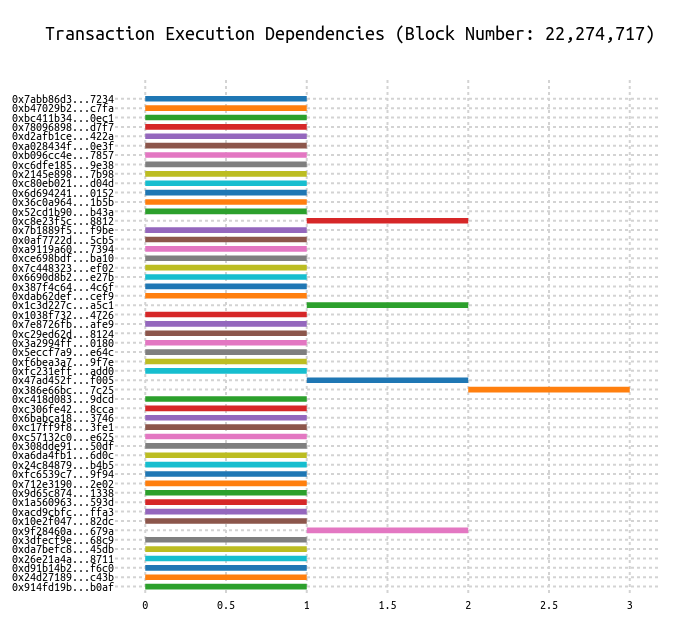 Transaction Execution Dependencies (Block Number: 22,274,717)
0x7abb86d3...7234
0xb47029b2...c7fa
0xbc411b34...0ec1
0x78096898...d7f7
0xd2afb1ce...422a
0xa028434f...0e3f
0xb096cc4e...7857
0xc6dfe185...9e38
0x2145e898...7b98
0xc80eb021...d04d
0x6d694241...0152
0x36c0a964...1b5b
0x52cd1b90...b43a
0xc8e23f5c...8812
0x7b1889f5...f9be
0x0af7722d...5cb5
0xa9119a60...7394
0xce698bdf...ba10
0x7c448323...ef02
0x6690d8b2...e27b
0x387f4c64...4c6f
0xdab62def...cef9
0x1c3d227c...a5c1
0x1038f732...4726
0x7e8726fb...afe9
0xc29ed62d...8124
0x3a2994ff...0180
0x5eccf7a9...e64c
0xf6bea3a7...9f7e
0xfc231eff...add0
0x47ad452f...f005
0x386e66bc...7c25
0xc418d083...9dcd
0xc306fe42...8cca
0x6babca18...3746
0xc17ff9f8...3fe1
0xc57132c0...e625
0x308dde91...50df
0xa6da4fb1...6d0c
0x24c84879...b4b5
0xfc6539c7...9f94
0x712e3190...2e02
0x9d65c874...1338
0x1a560963...593d
0xacd9cbfc...ffa3
0x10e2f047...82dc
0x9f28460a...679a
0x3dfecf9e...68c9
0xda7befc8...45db
0x26e21a4a...8711
0xd91b14b2...f6c0
0x24d27189...c43b
0x914fd19b...b0af
0 0.5 1 1.5 2 2.5 3